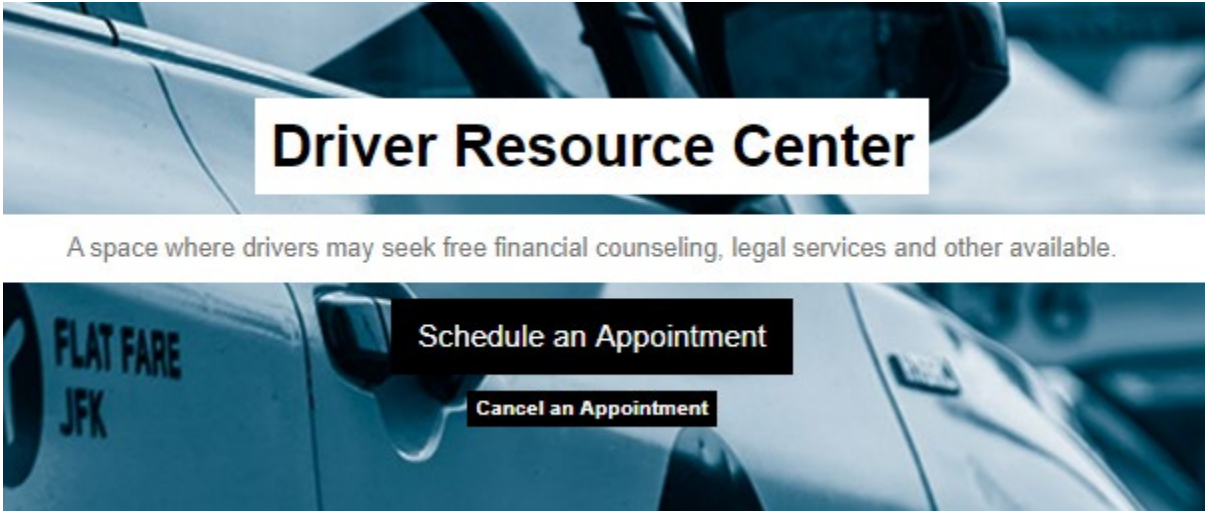 Driver Resource Center
A space where drivers may seek free financial counseling, legal services and other available.
Schedule an Appointment
FLAT FARE
JFK
Cancel an Appointment